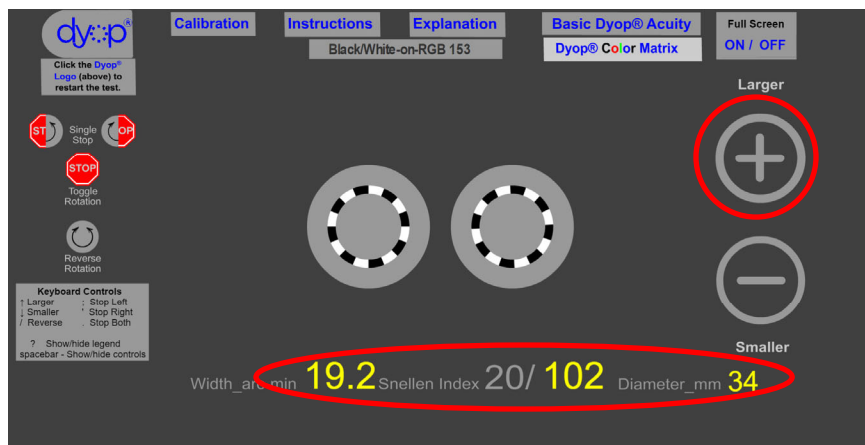 dyop®
Calibration
Instructions
Explanation
Basic Dyop® Acuity
Full Screen
ON / OFF
Black/White-on-RGB 153
Dyop® Color Matrix
Click the Dyop®
Logo (above) to
restart the test.
Larger
ST OP
Single
Stop
STOP
Toggle
Rotation
Reverse
Rotation
Keyboard Controls
↑ Larger ; Stop Left
↓ Smaller ' Stop Right
/ Reverse . Stop Both
? Show/hide legend
spacebar - Show/hide controls
Smaller
Width_arc min 19.2 Snellen Index 20/ 102 Diameter_mm 34